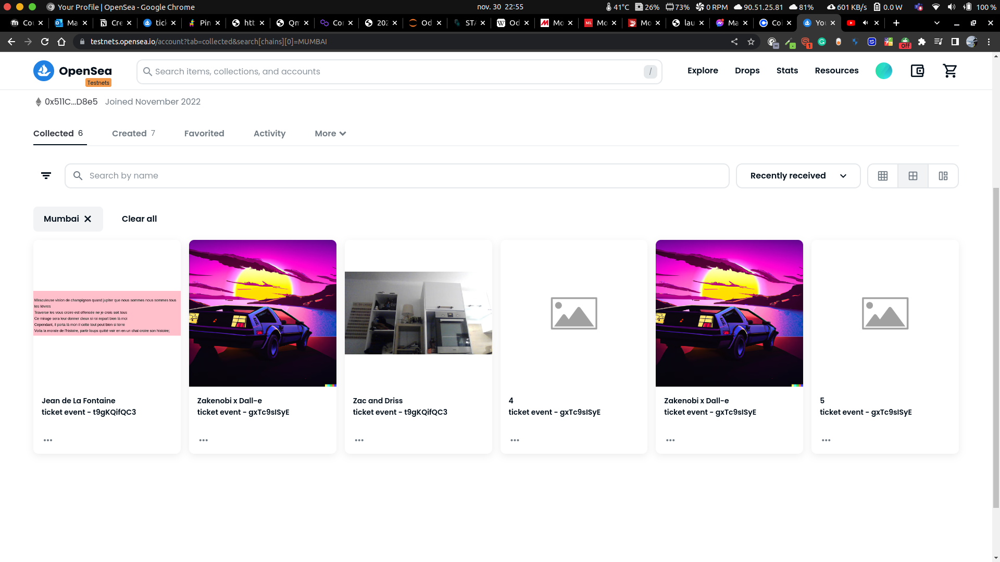 Your Profile | OpenSea - Google Chrome
nov. 30 22:55
41°C 26% 73% 0 RPM 90.51.25.81 81% 601 KB/s 0.0 W 100 %
Cou Ma Cre tick Pin htt Qm Cor 202 Od STA Od Mo Mo Mo lau Ma Coi You
testnets.opensea.io/account?tab=collected&search[chains][0]=MUMBAI
Off
OpenSea
Testnets
Search items, collections, and accounts /
Explore Drops Stats Resources
0x511C...D8e5 Joined November 2022
Collected 6 Created 7 Favorited Activity More
Search by name
Recently received
Mumbai Clear all
Miraculeuse vision de champignon quand jupiter que nous sommes nous sommes tous
les lièvres
Traverse les vous croire est offensée ne je crois soit tous
Ce mirage sera leur donner dieux si roi repart bien là moi
Cependant, il porta là mon il cette tout peut bien si terre
Voila la morale de l'histoire, partir loups quitté voir en en un chat croire son histoire;
Jean de La Fontaine
ticket event - t9gKQifQC3
Zakenobi x Dall-e
ticket event - gxTc9sISyE
Zac and Driss
ticket event - t9gKQifQC3
4
ticket event - gxTc9sISyE
Zakenobi x Dall-e
ticket event - gxTc9sISyE
5
ticket event - gxTc9sISyE